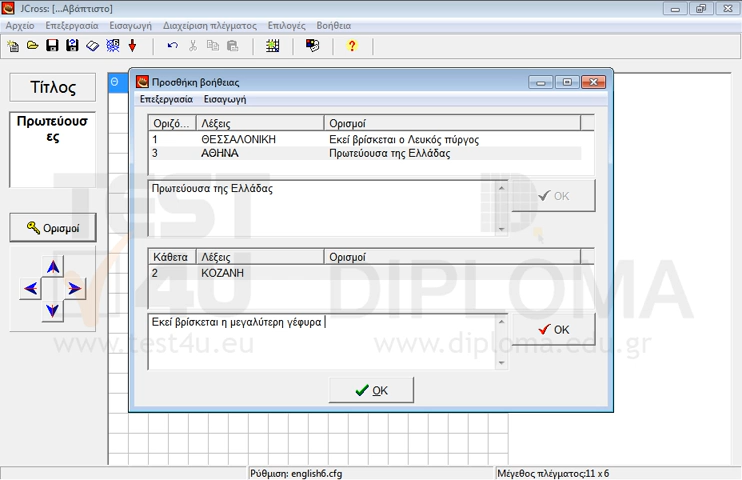 JCross: [...Αβάπτιστο]
Αρχείο Επεξεργασία Εισαγωγή Διαχείριση πλέγματος Επιλογές Βοήθεια
Τίτλος
Πρωτεύουσ
ες
Ορισμοί
Θ
Προσθήκη βοήθειας
Επεξεργασία Εισαγωγή
Οριζό... Λέξεις Ορισμοί
1 ΘΕΣΣΑΛΟΝΙΚΗ Εκεί βρίσκεται ο Λευκός πύργος
3 ΑΘΗΝΑ Πρωτεύουσα της Ελλάδας
Πρωτεύουσα της Ελλάδας
OK
Κάθετα Λέξεις Ορισμοί
2 ΚΟΖΑΝΗ
Εκεί βρίσκεται η μεγαλύτερη γέφυρα
OK
OK
TEST
4U
www.test4u.eu
D.
DIPLOMA
www.diploma.edu.gr
Ρύθμιση: english6.cfg
Μέγεθος πλέγματος:11 x 6